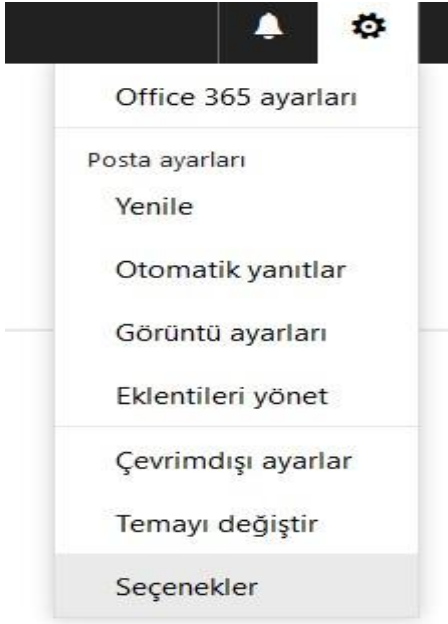 Office 365 ayarları
Posta ayarları
Yenile
Otomatik yanıtlar
Görüntü ayarları
Eklentileri yönet
Çevrimdışı ayarlar
Temayı değiştir
Seçenekler